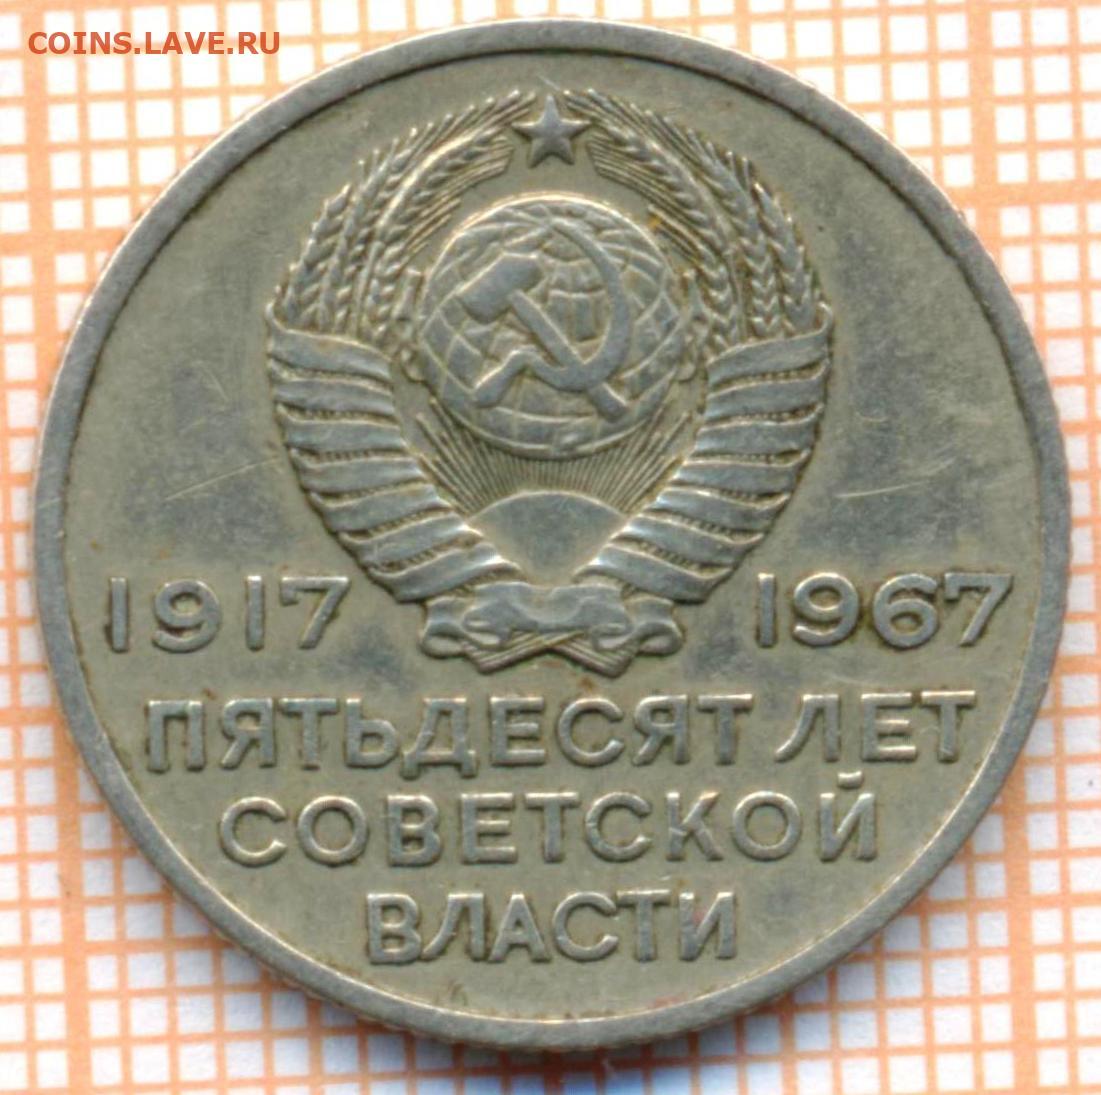 COINS.LAVE.RU
1917 1967
ПЯТЬДЕСЯТ ЛЕТ
СОВЕТСКОЙ
ВЛАСТИ